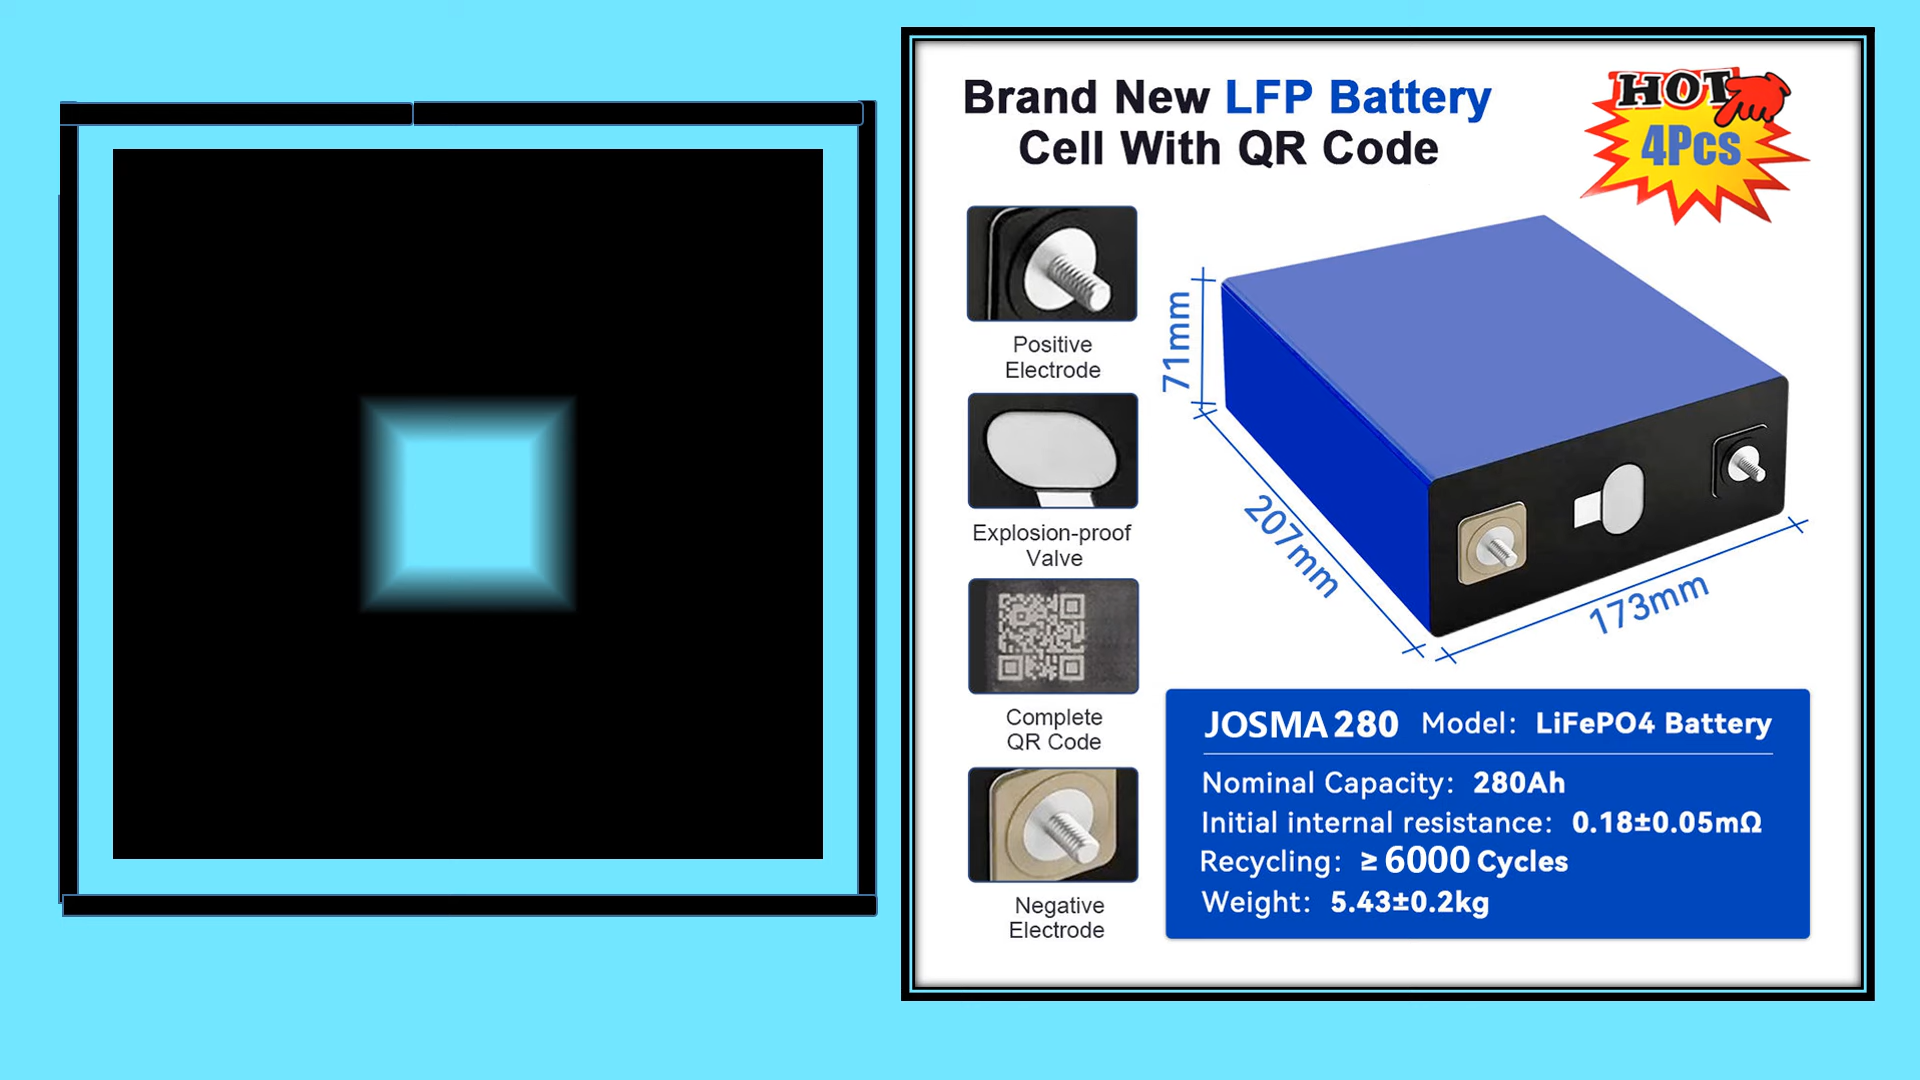 Brand New LFP Battery
Cell With QR Code
HOT
4Pcs
Positive
Electrode
Explosion-proof
Valve
Complete
QR Code
Negative
Electrode
71mm
207mm
173mm
JOSMA 280 Model: LiFePO4 Battery
Nominal Capacity: 280Ah
Initial internal resistance: 0.18±0.05mΩ
Recycling: ≥ 6000 Cycles
Weight: 5.43±0.2kg